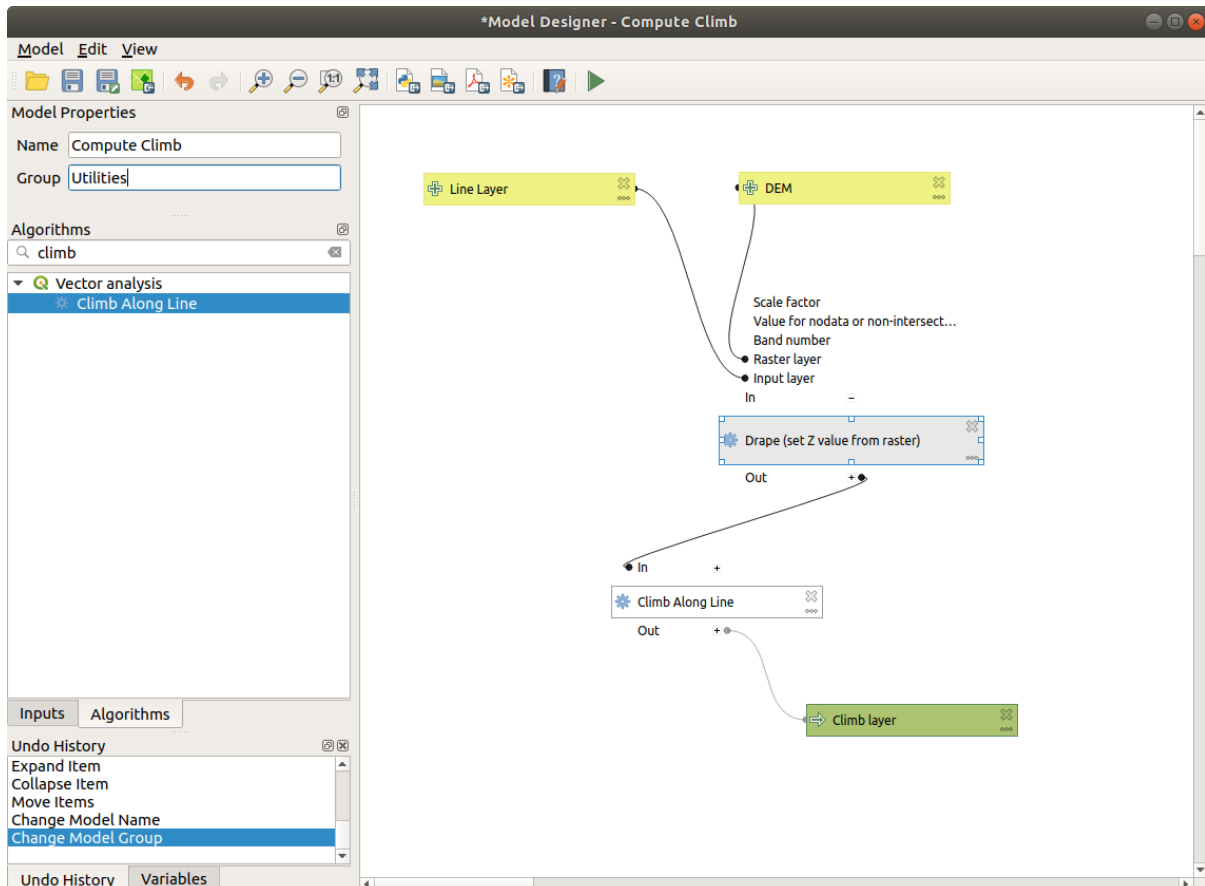 *Model Designer - Compute Climb
Model Edit View
1:1
Model Properties
Name Compute Climb
Group Utilities
Algorithms
climb
Vector analysis
Climb Along Line
Inputs Algorithms
Undo History
Expand Item
Collapse Item
Move Items
Change Model Name
Change Model Group
Undo History Variables
Line Layer
DEM
Scale factor
Value for nodata or non-intersect...
Band number
Raster layer
Input layer
In −
Drape (set Z value from raster)
Out +
In +
Climb Along Line
Out +
Climb layer